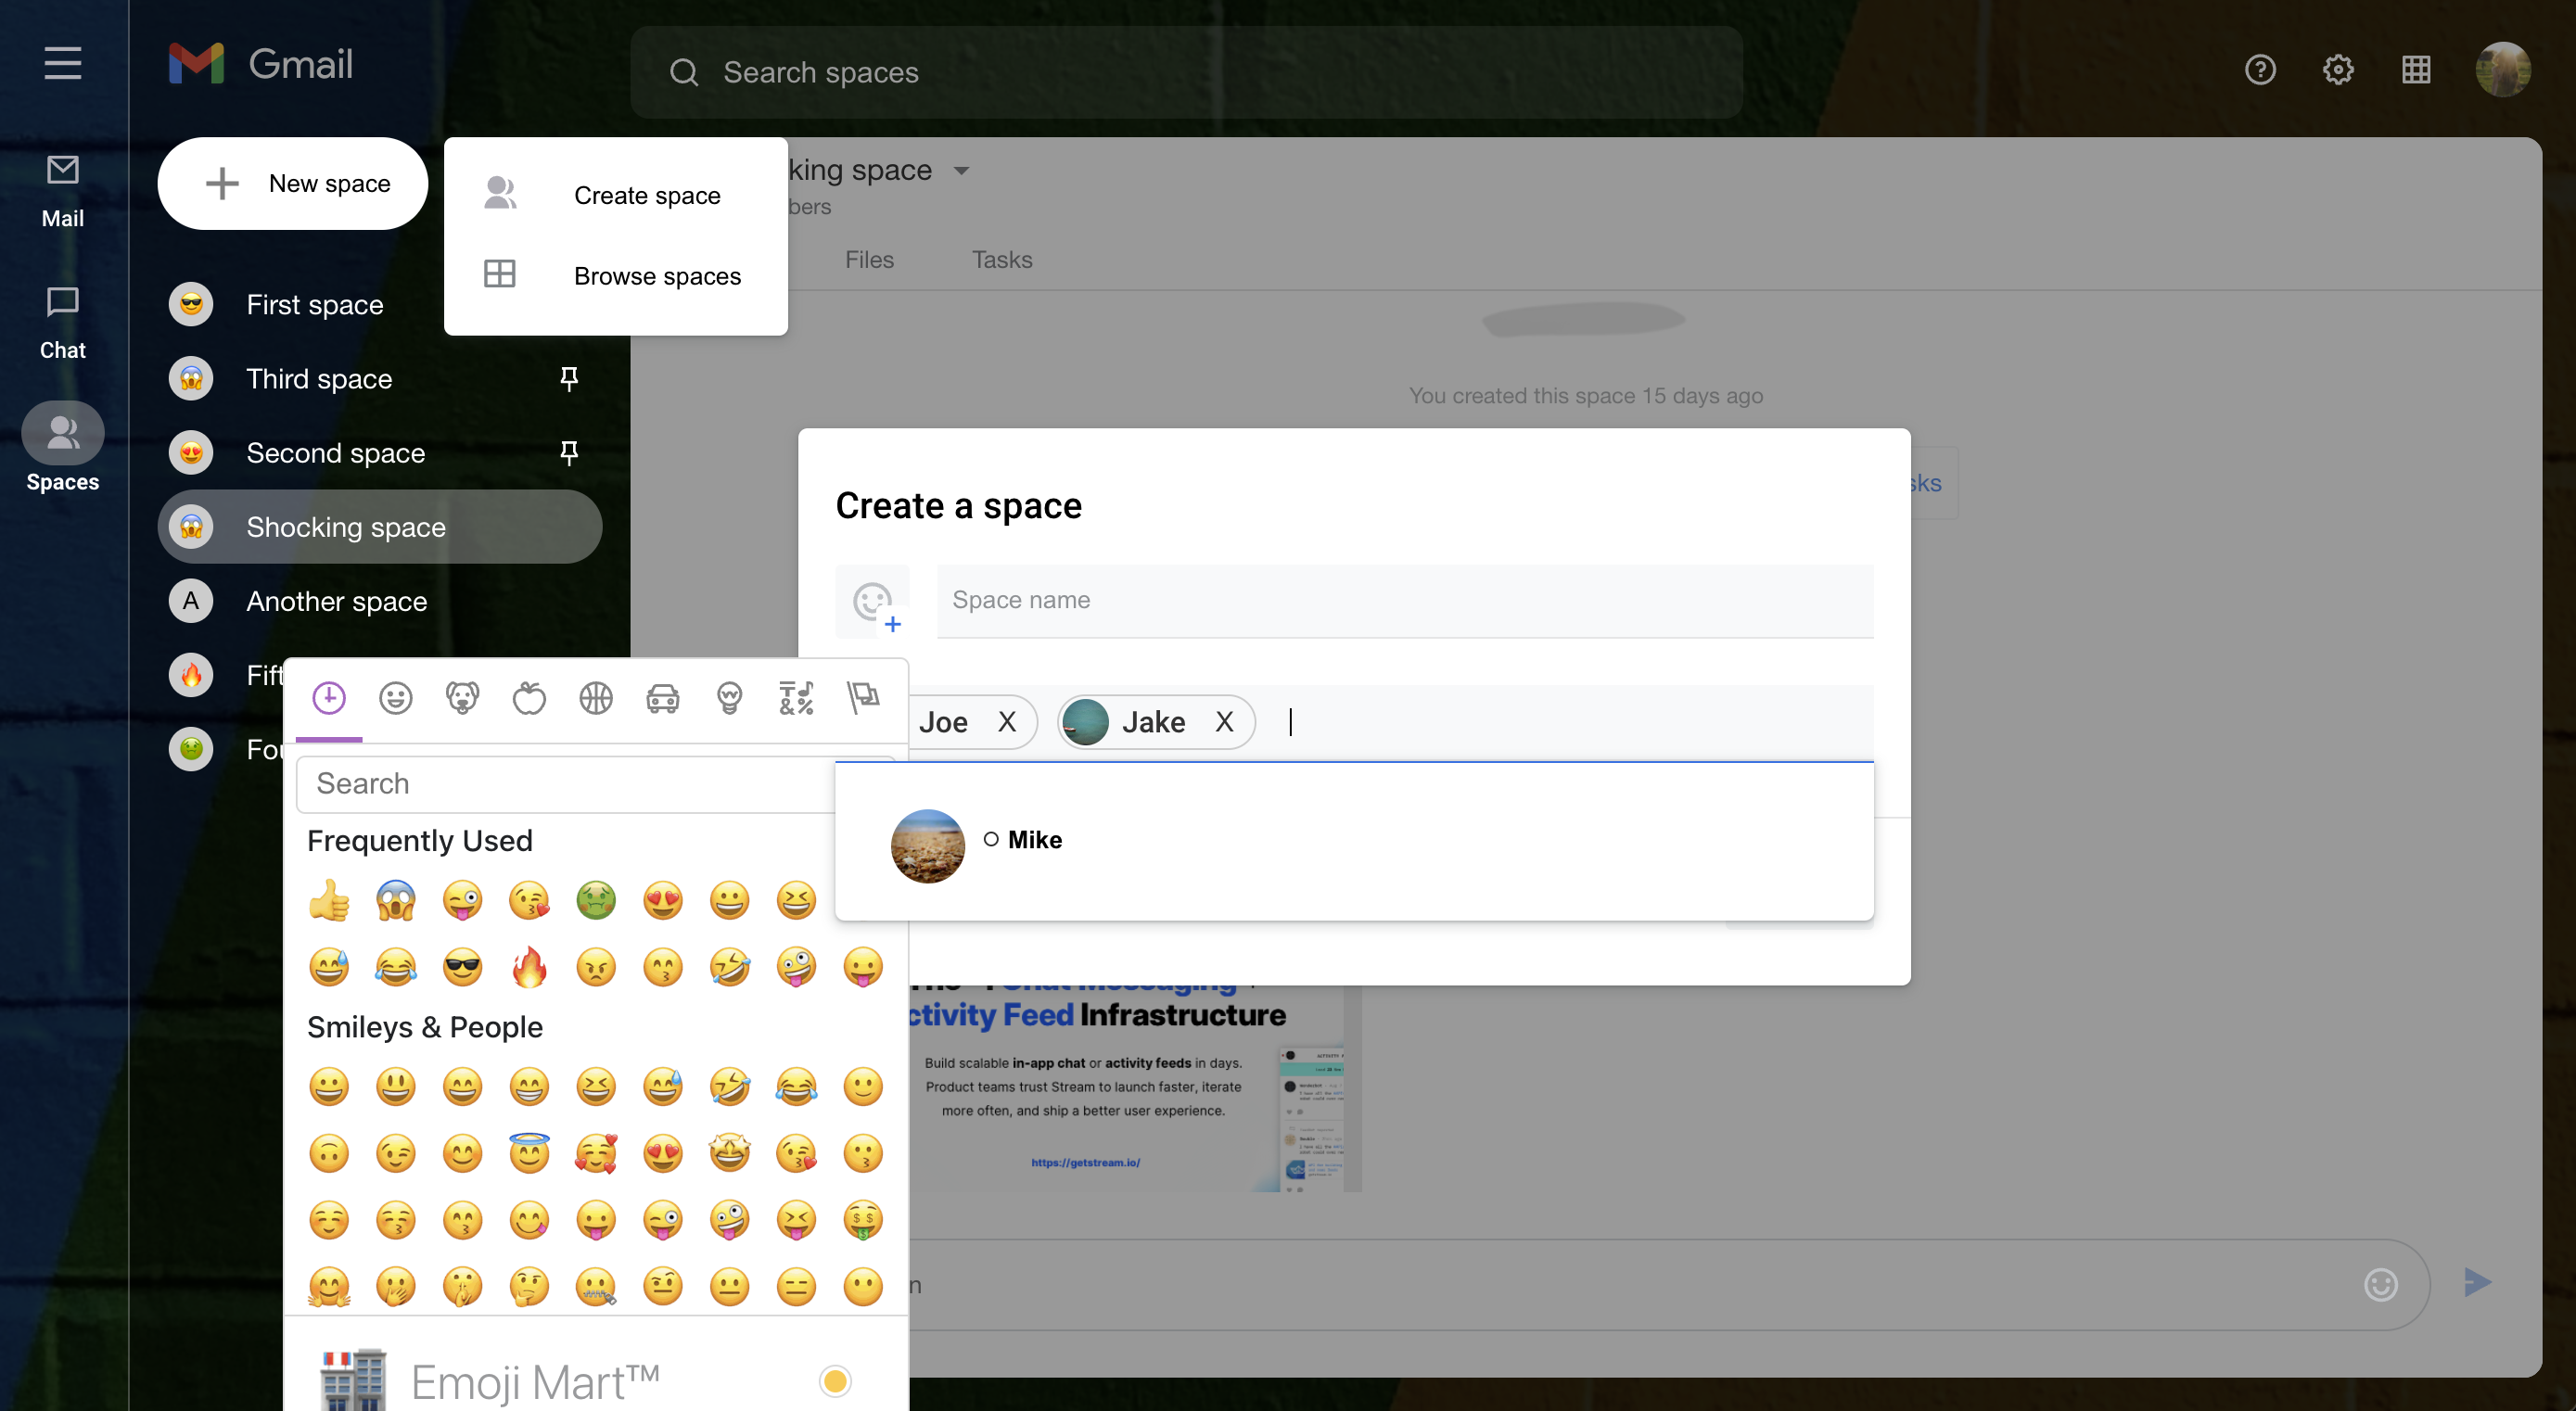 Gmail
Search spaces
Mail
Chat
Spaces
New space
Create space
Browse spaces
king space
bers
Files
Tasks
First space
Third space
Second space
Shocking space
A
Another space
Fift
Fou
You created this space 15 days ago
sks
Create a space
Space name
Joe X
Jake X
Mike
Search
Frequently Used
Smileys & People
Emoji Mart™
Chat Messaging
ctivity Feed Infrastructure
Build scalable in-app chat or activity feeds in days.
Product teams trust Stream to launch faster, iterate
more often, and ship a better user experience.
https://getstream.io/
n